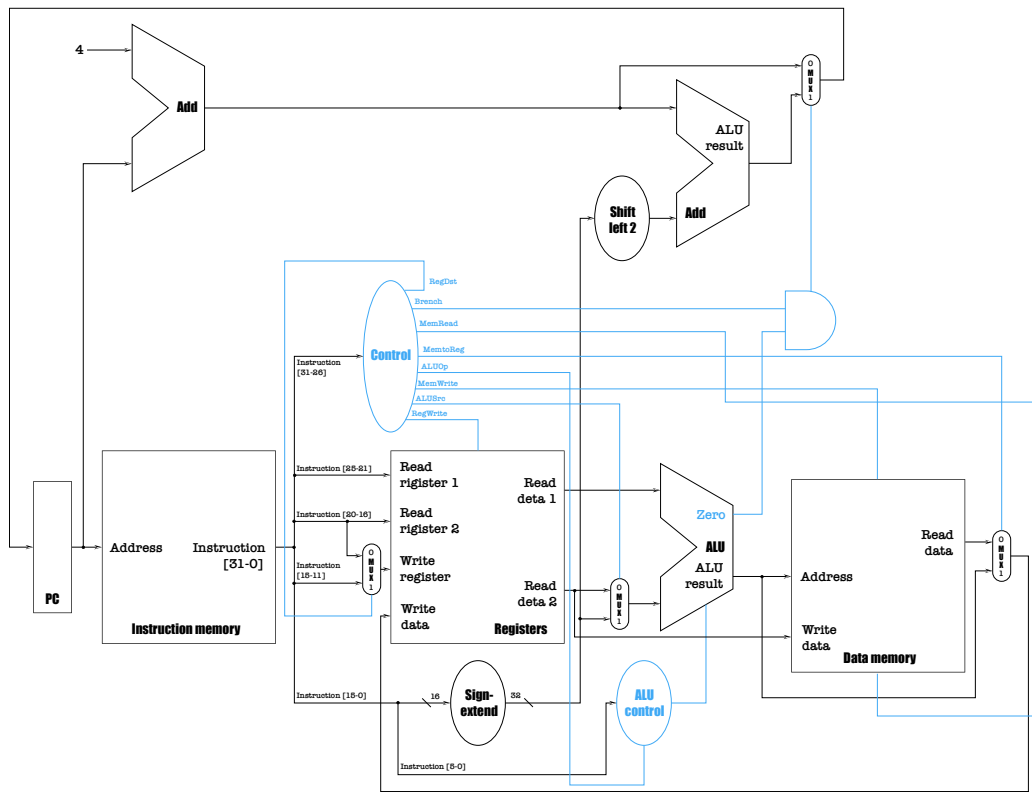 4
Add
0
MUX
1
ALU
result
Add
Shift
left 2
RegDst
Brench
MemRead
MemtoReg
ALUOp
MemWrite
ALUSrc
RegWrite
Control
Instruction
[31-26]
Instruction [25-21]
Instruction [20-16]
Instruction
[15-11]
0
MUX
1
PC
Address
Instruction
[31-0]
Instruction memory
Read
rigister 1
Read
rigister 2
Write
register
Write
data
Read
deta 1
Read
deta 2
Registers
0
MUX
1
Zero
ALU
ALU
result
Address
Write
data
Read
data
Data memory
0
MUX
1
Instruction [15-0]
16
Sign-
extend
32
ALU
control
Instruction [5-0]